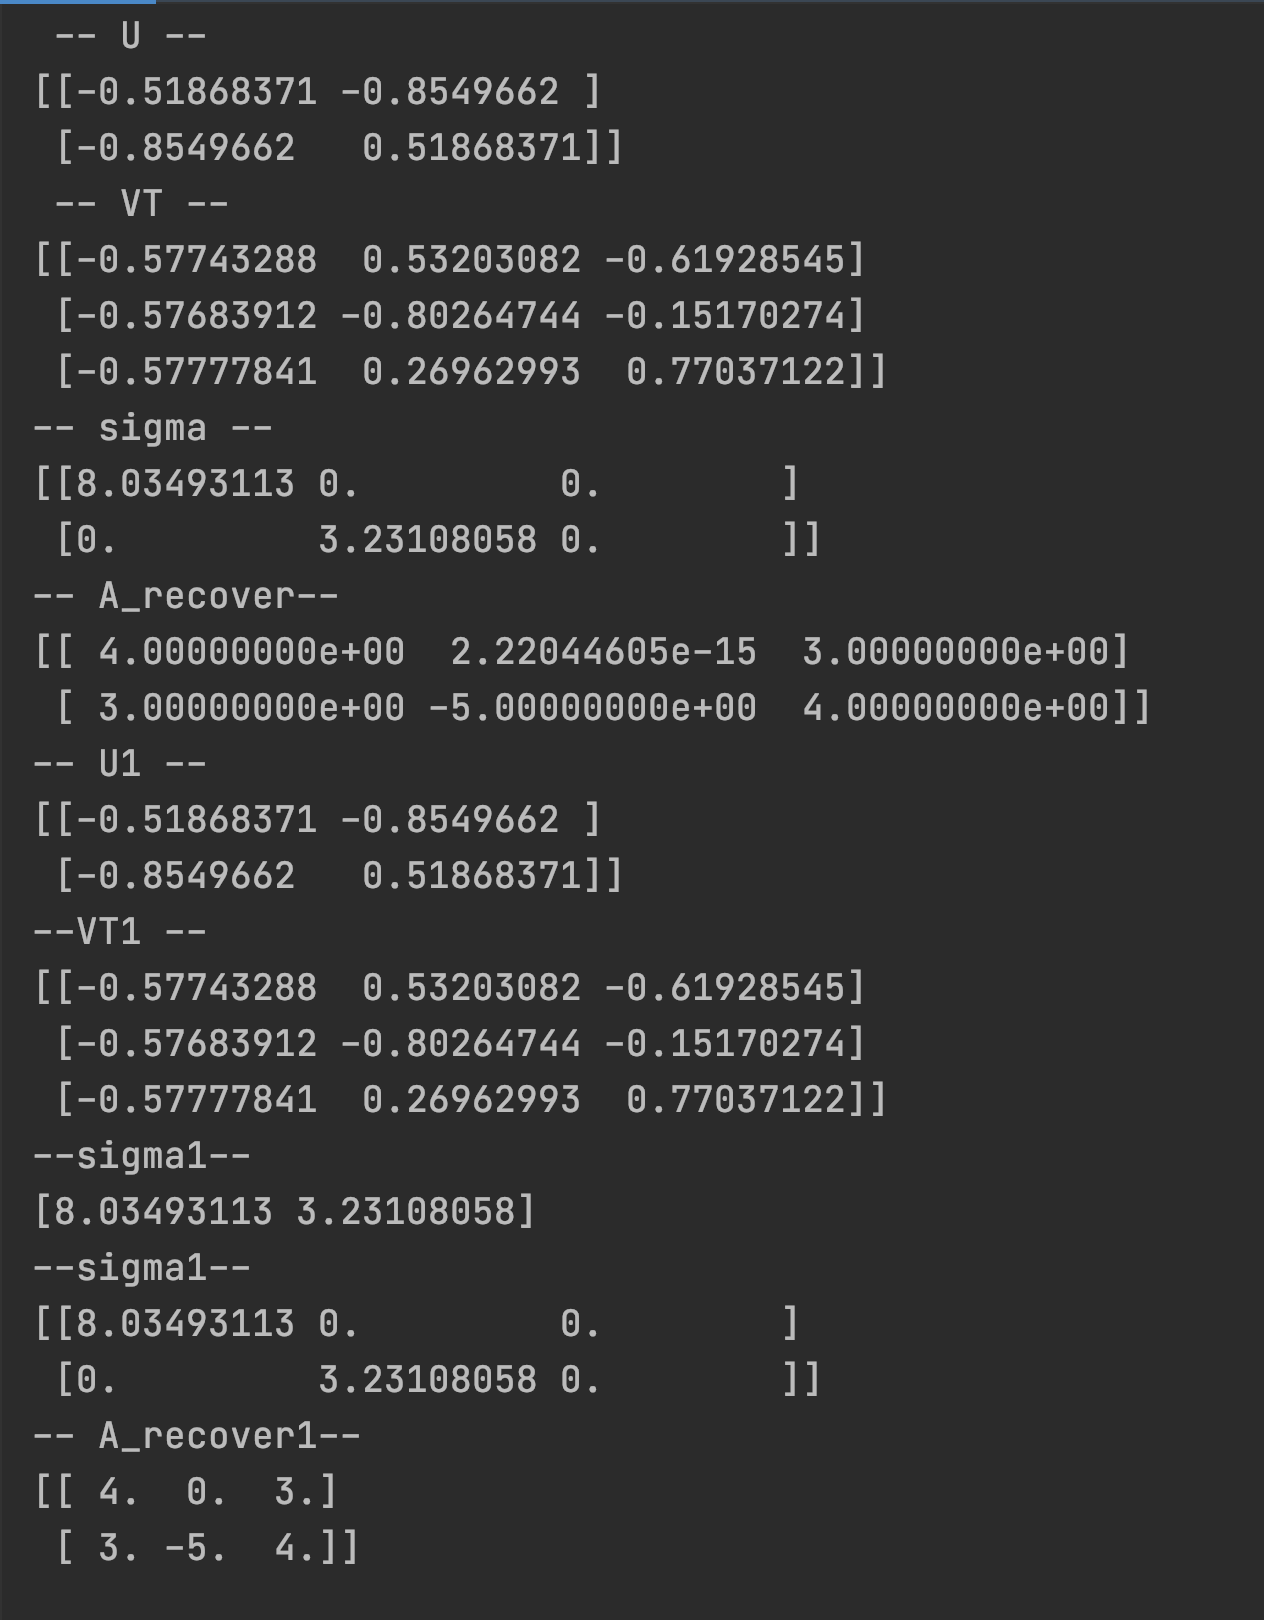 -- U --
[[-0.51868371 -0.8549662 ]
 [-0.8549662   0.51868371]]
 -- VT --
[[-0.57743288  0.53203082 -0.61928545]
 [-0.57683912 -0.80264744 -0.15170274]
 [-0.57777841  0.26962993  0.77037122]]
-- sigma --
[[8.03493113 0.         0.        ]
 [0.         3.23108058 0.        ]]
-- A_recover--
[[ 4.00000000e+00  2.22044605e-15  3.00000000e+00]
 [ 3.00000000e+00 -5.00000000e+00  4.00000000e+00]]
-- U1 --
[[-0.51868371 -0.8549662 ]
 [-0.8549662   0.51868371]]
--VT1 --
[[-0.57743288  0.53203082 -0.61928545]
 [-0.57683912 -0.80264744 -0.15170274]
 [-0.57777841  0.26962993  0.77037122]]
--sigma1--
[8.03493113 3.23108058]
--sigma1--
[[8.03493113 0.         0.        ]
 [0.         3.23108058 0.        ]]
-- A_recover1--
[[ 4.  0.  3.]
 [ 3. -5.  4.]]